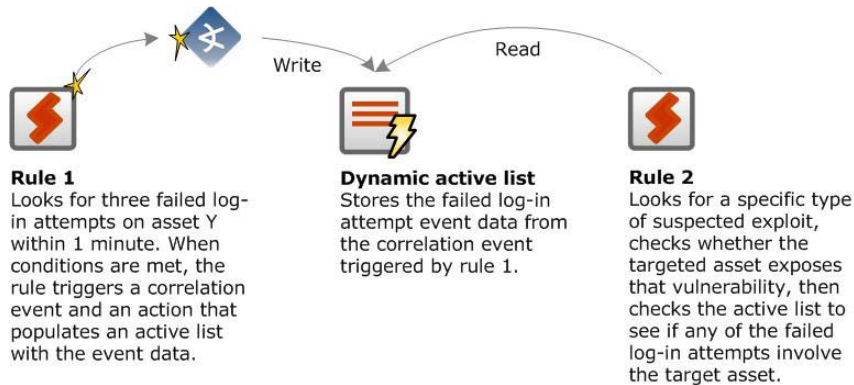 Write
Read
Rule 1
Looks for three failed log-
in attempts on asset Y
within 1 minute. When
conditions are met, the
rule triggers a correlation
event and an action that
populates an active list
with the event data.
Dynamic active list
Stores the failed log-in
attempt event data from
the correlation event
triggered by rule 1.
Rule 2
Looks for a specific type
of suspected exploit,
checks whether the
targeted asset exposes
that vulnerability, then
checks the active list to
see if any of the failed
log-in attempts involve
the target asset.